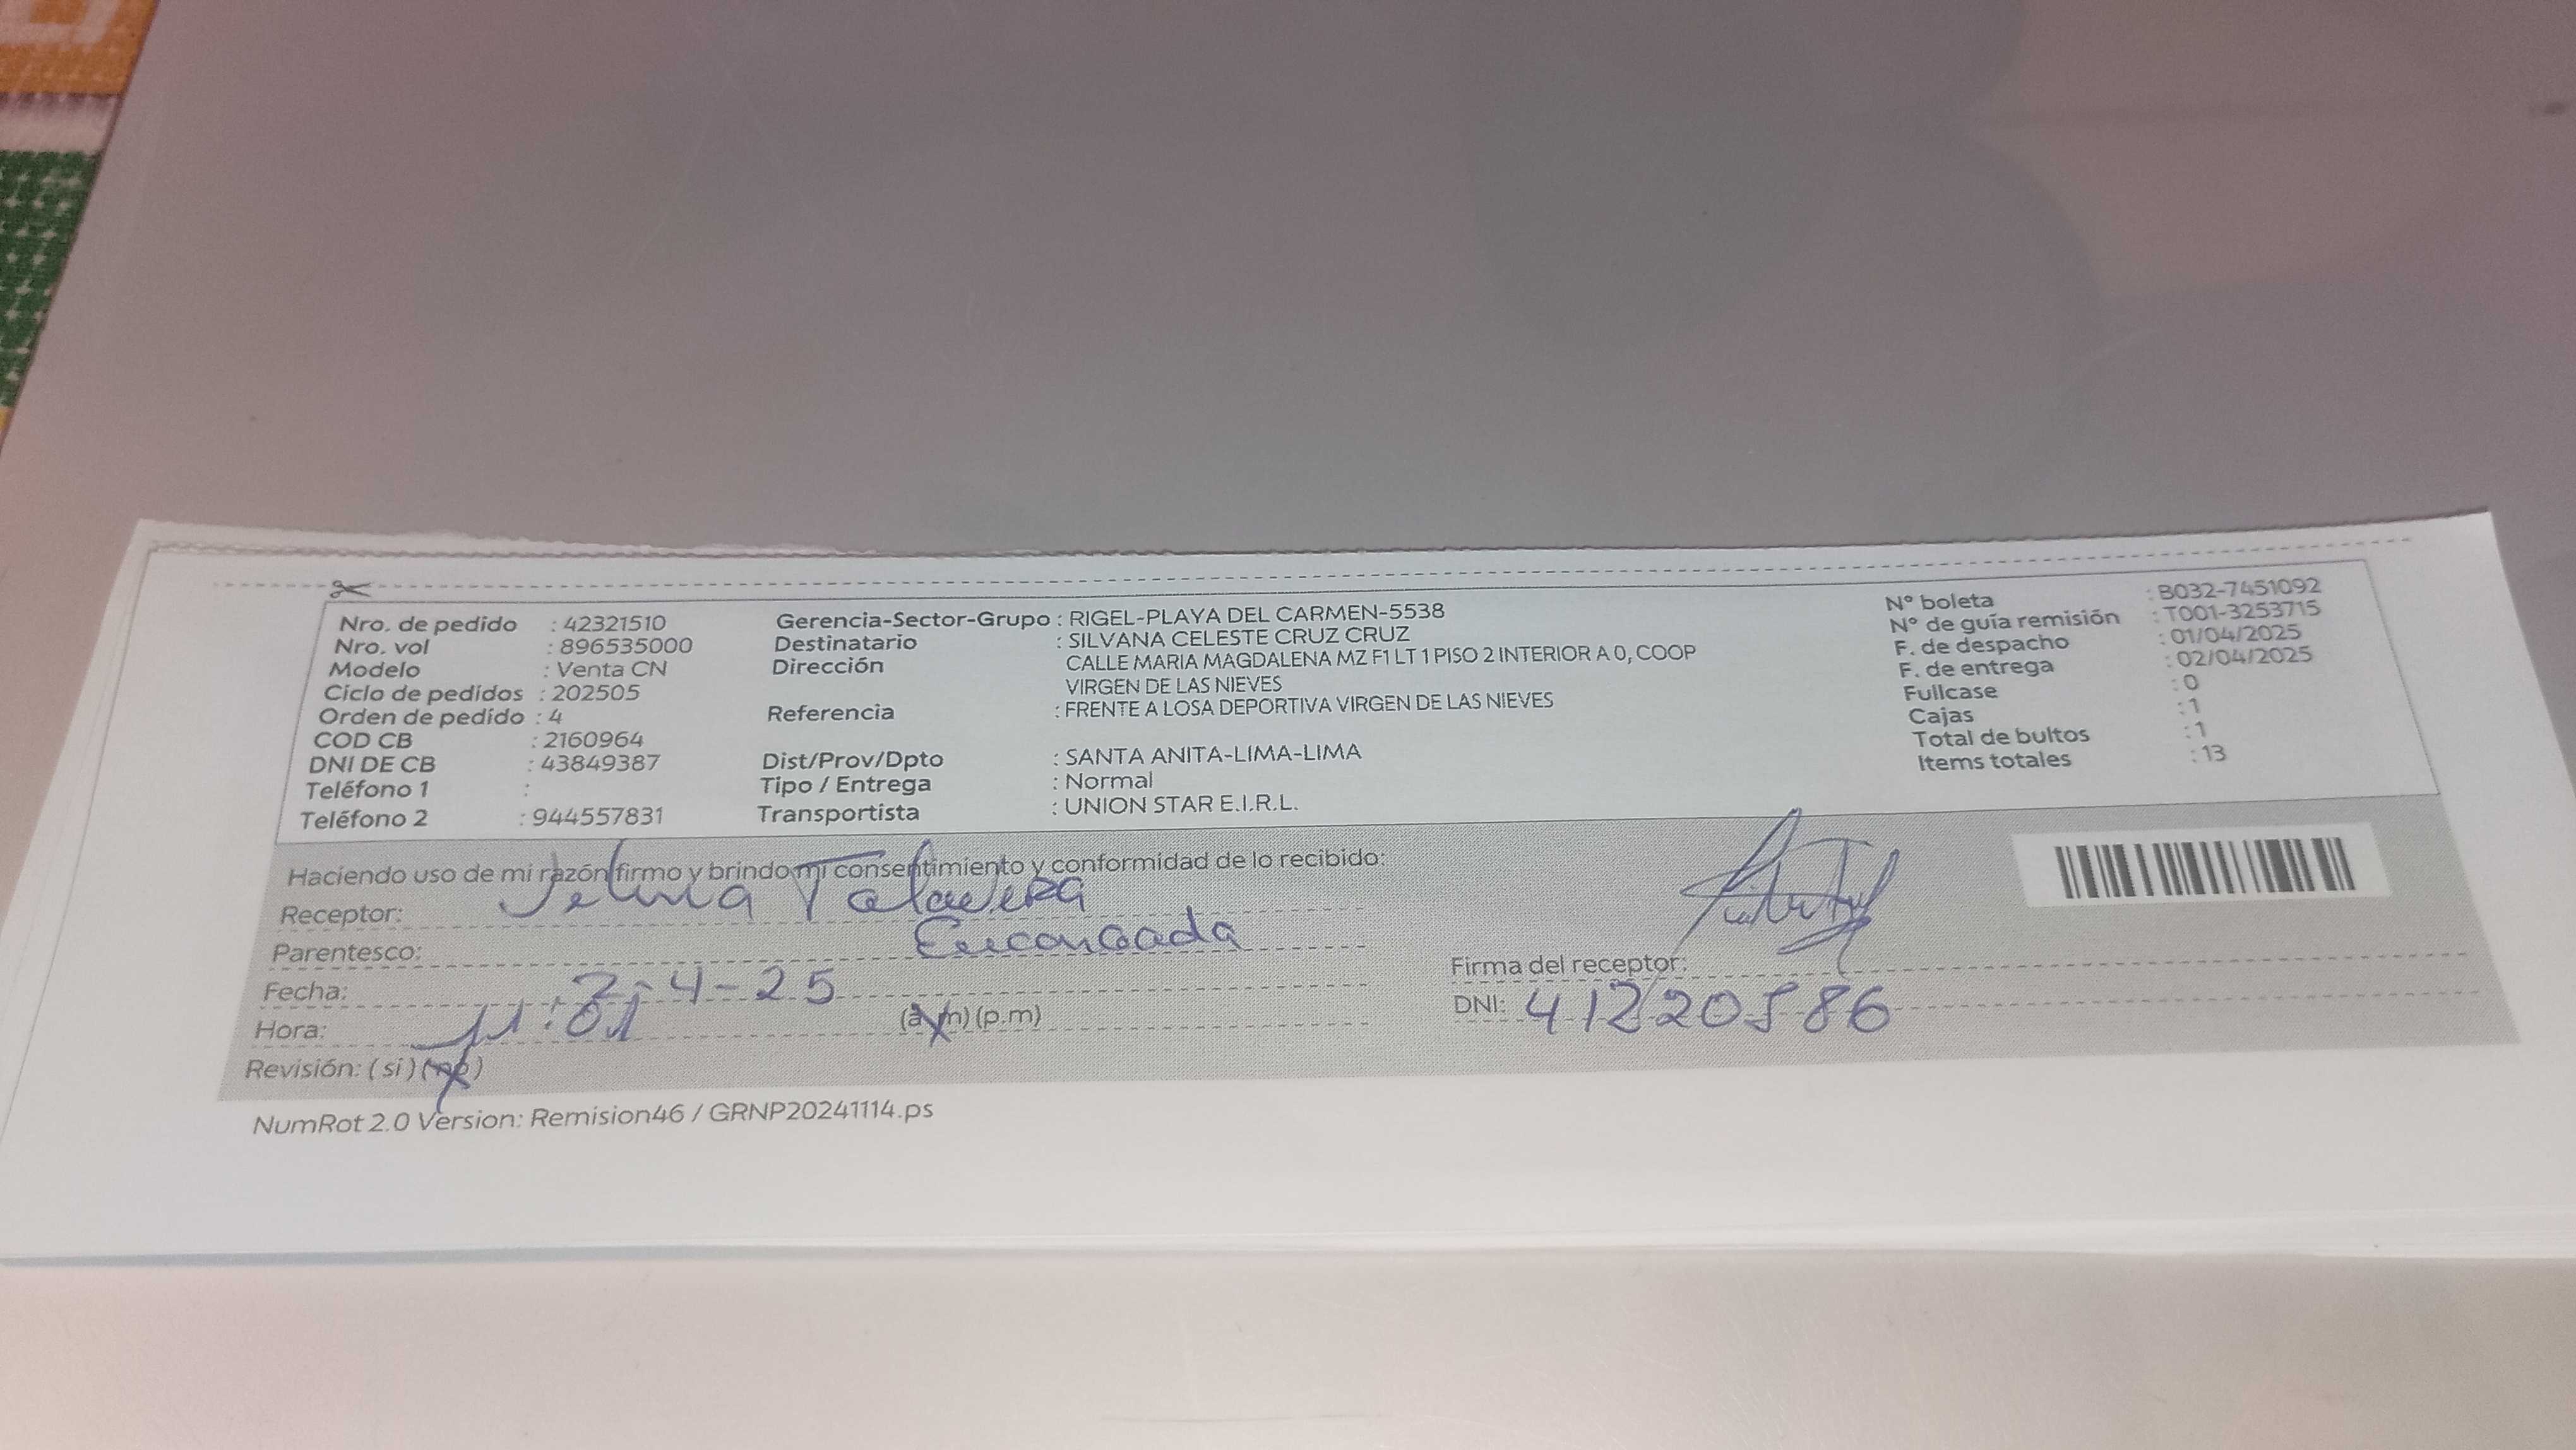 Nro. de pedido : 42321510
Nro. vol : 896535000
Modelo : Venta CN
Ciclo de pedidos : 202505
Orden de pedido : 4
COD CB : 2160964
DNI DE CB : 43849387
Teléfono 1 :
Teléfono 2 : 944557831
Gerencia-Sector-Grupo : RIGEL-PLAYA DEL CARMEN-5538
Destinatario : SILVANA CELESTE CRUZ CRUZ
Dirección CALLE MARIA MAGDALENA MZ F1 LT 1 PISO 2 INTERIOR A 0, COOP
VIRGEN DE LAS NIEVES
Referencia : FRENTE A LOSA DEPORTIVA VIRGEN DE LAS NIEVES
Dist/Prov/Dpto : SANTA ANITA-LIMA-LIMA
Tipo / Entrega : Normal
Transportista : UNION STAR E.I.R.L.
N° boleta : B032-7451092
N° de guía remisión : T001-3253715
F. de despacho : 01/04/2025
F. de entrega : 02/04/2025
Fullcase : 0
Cajas : 1
Total de bultos : 1
Items totales : 13
Haciendo uso de mi razón firmo y brindo mi consentimiento y conformidad de lo recibido:
Receptor: Talavera
Parentesco: Encargada
Fecha: 2-4-25
Hora: 11:01 (a.m) (p.m)
Revisión: ( si ) ( no )
Firma del receptor:
DNI: 41220586
NumRot 2.0 Version: Remision46 / GRNP20241114.ps